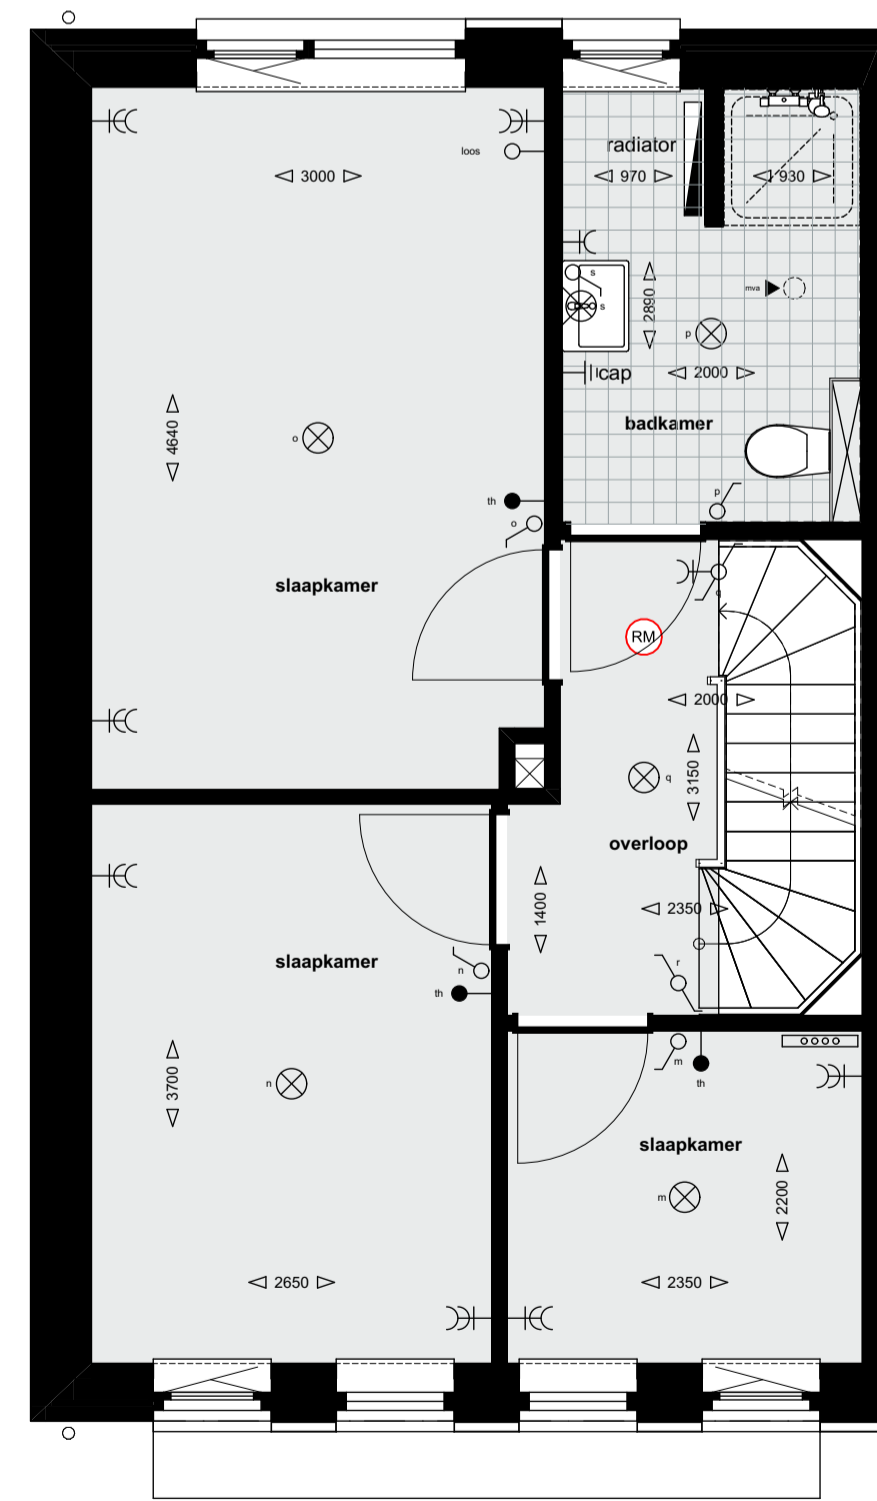 radiator
loos
3000
970
930
s
s
mva
2890
p
cap
2000
badkamer
4640
o
th
o
p
slaapkamer
q
RM
2000
3150
q
overloop
1400
2350
slaapkamer
n
r
th
m
th
3700
n
slaapkamer
m
2200
2650
2350